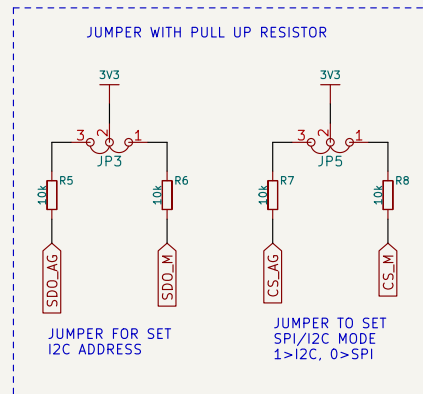 JUMPER WITH PULL UP RESISTOR
3V3
3V3
3 2 1
3 2 1
JP3
JP5
R5
R6
R7
R8
10k
10k
10k
10k
SDO_AG
SDO_M
CS_AG
CS_M
JUMPER FOR SET
I2C ADDRESS
JUMPER TO SET
SPI/I2C MODE
1>I2C, 0>SPI